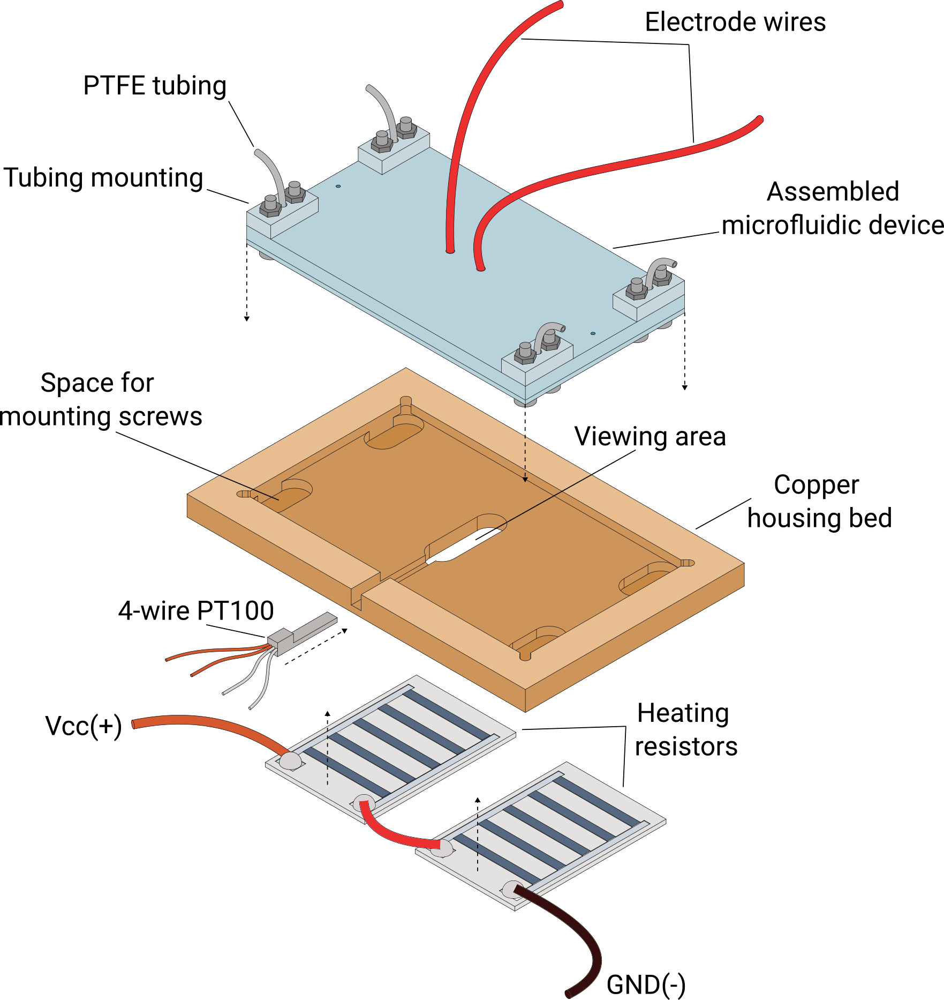 Electrode wires
PTFE tubing
Tubing mounting
Assembled
microfluidic device
Space for
mounting screws
Viewing area
Copper
housing bed
4-wire PT100
Vcc(+)
Heating
resistors
GND(-)